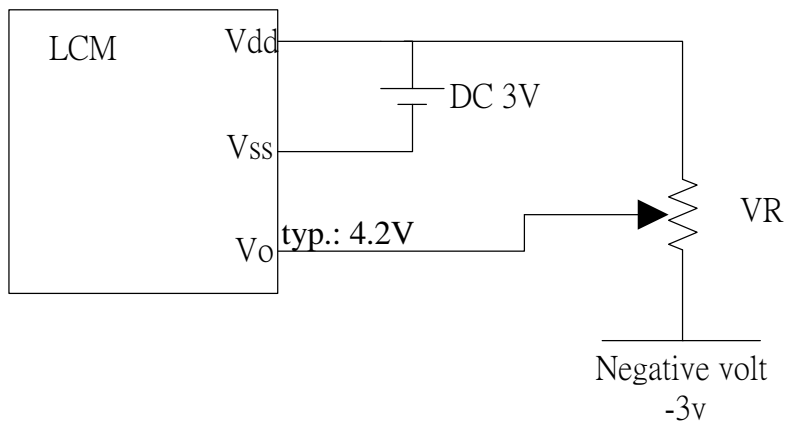 LCM
Vdd
DC 3V
Vss
VR
Vo
typ.: 4.2V
Negative volt
-3v